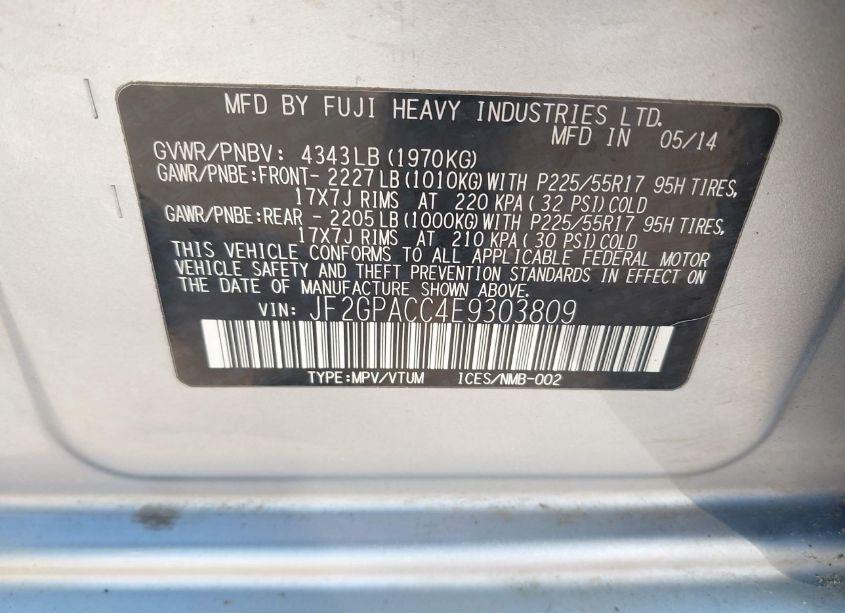 MFD BY FUJI HEAVY INDUSTRIES LTD.
MFD IN 05/14
GVWR/PNBV: 4343LB(1970KG)
GAWR/PNBE:FRONT- 2227LB(1010KG)WITH P225/55R17 95H TIRES,
17X7J RIMS AT 220 KPA(32 PSI)COLD
GAWR/PNBE:REAR - 2205LB(1000KG)WITH P225/55R17 95H TIRES,
17X7J RIMS AT 210 KPA(30 PSI)COLD
THIS VEHICLE CONFORMS TO ALL APPLICABLE FEDERAL MOTOR
VEHICLE SAFETY AND THEFT PREVENTION STANDARDS IN EFFECT ON
THE DATE OF MANUFACTURE SHOWN ABOVE.
VIN: JF2GPACC4E9303809
TYPE:MPV/VTUM ICES/NMB-002